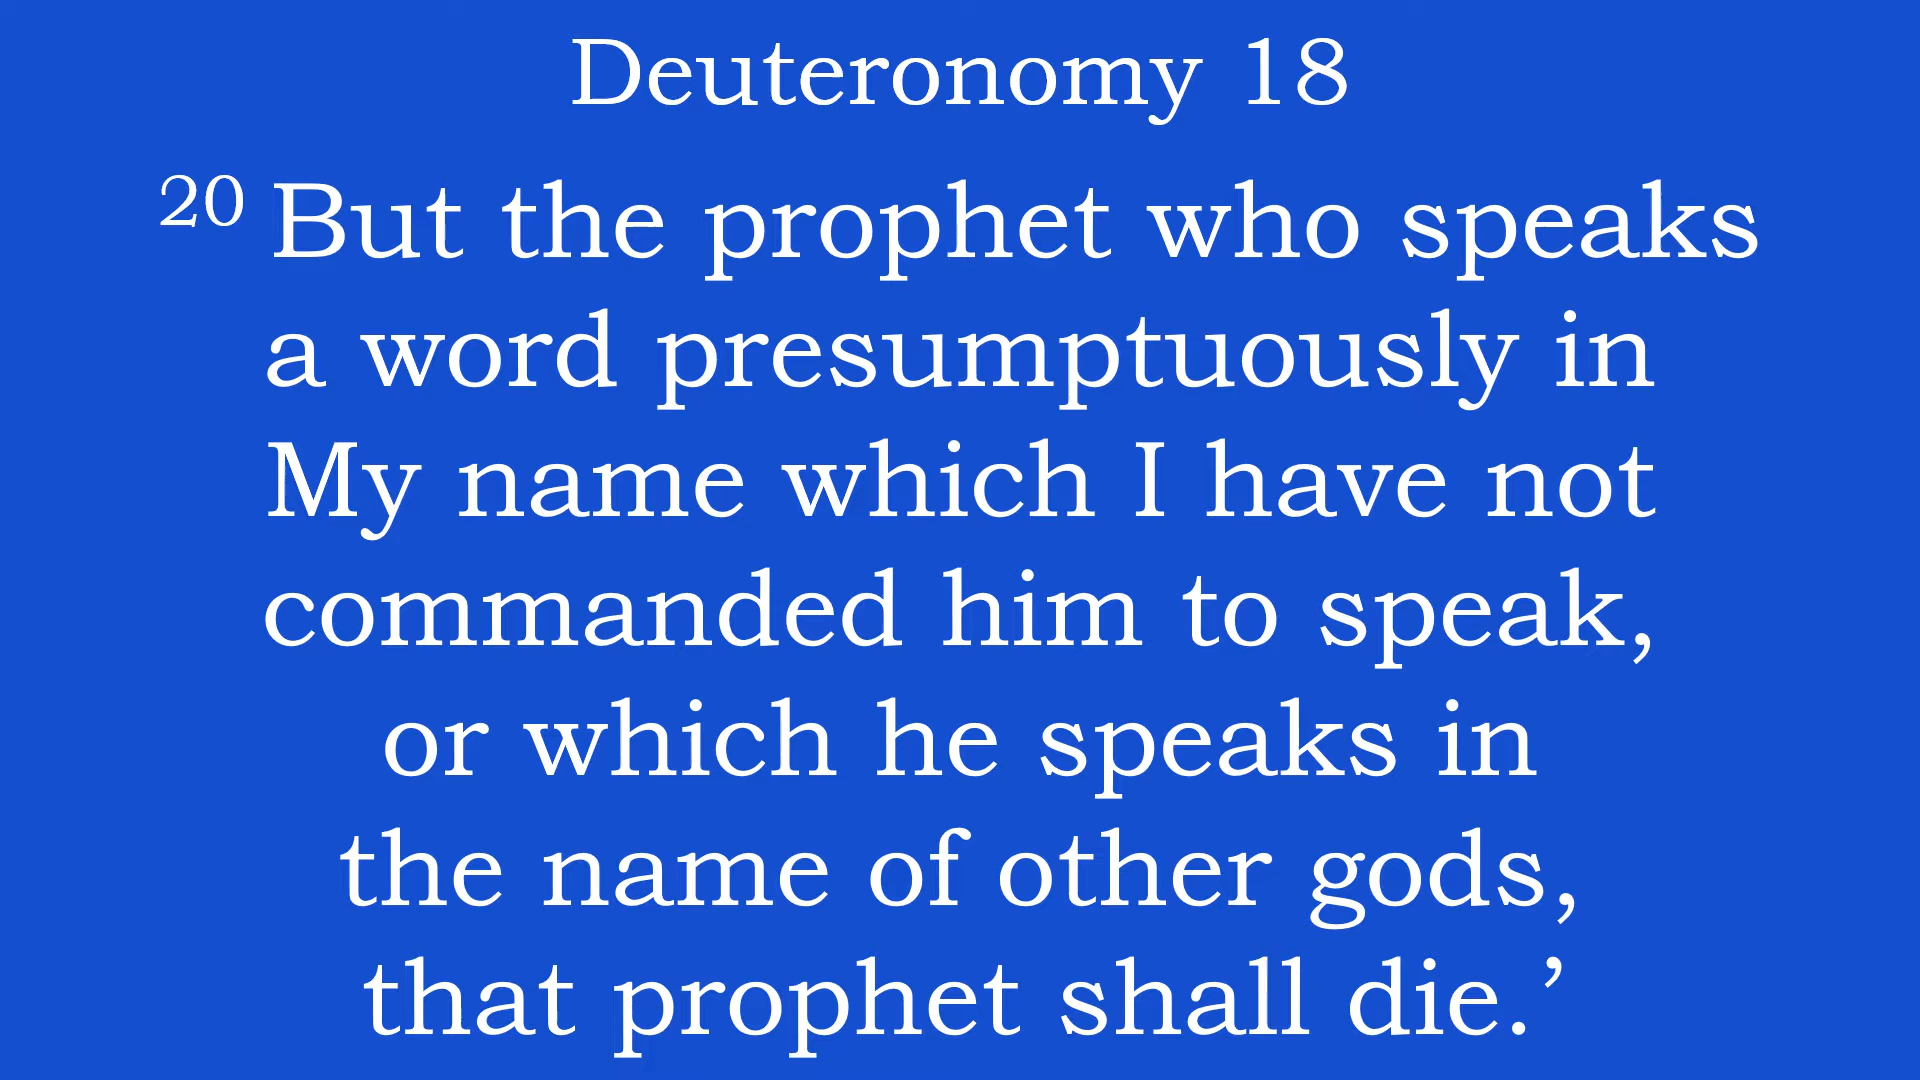 Deuteronomy 18
20 But the prophet who speaks
a word presumptuously in
My name which I have not
commanded him to speak,
or which he speaks in
the name of other gods,
that prophet shall die.’